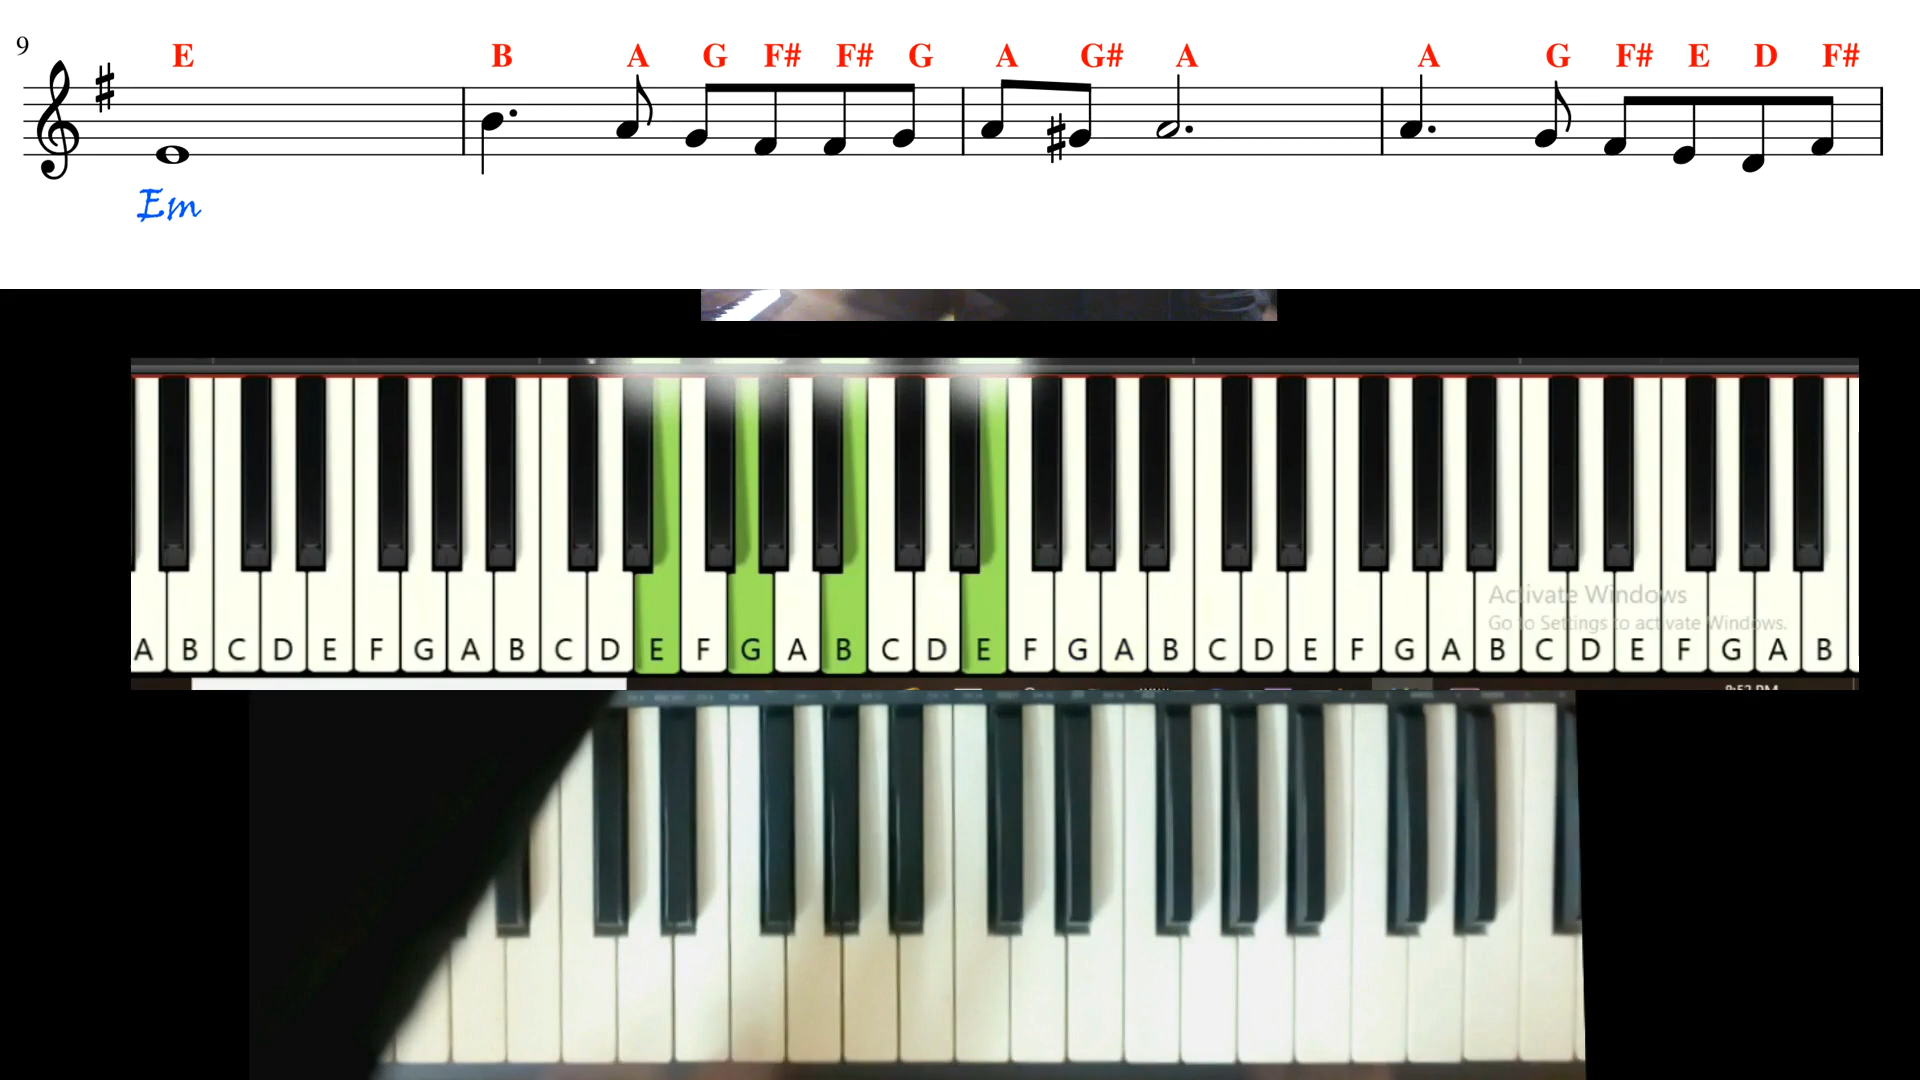 9 E B A G F# F# G A G# A A G F# E D F#
Em
Activate Windows
Go to Settings to activate Windows.
A B C D E F G A B C D E F G A B C D E F G A B C D E F G A B C D E F G A B